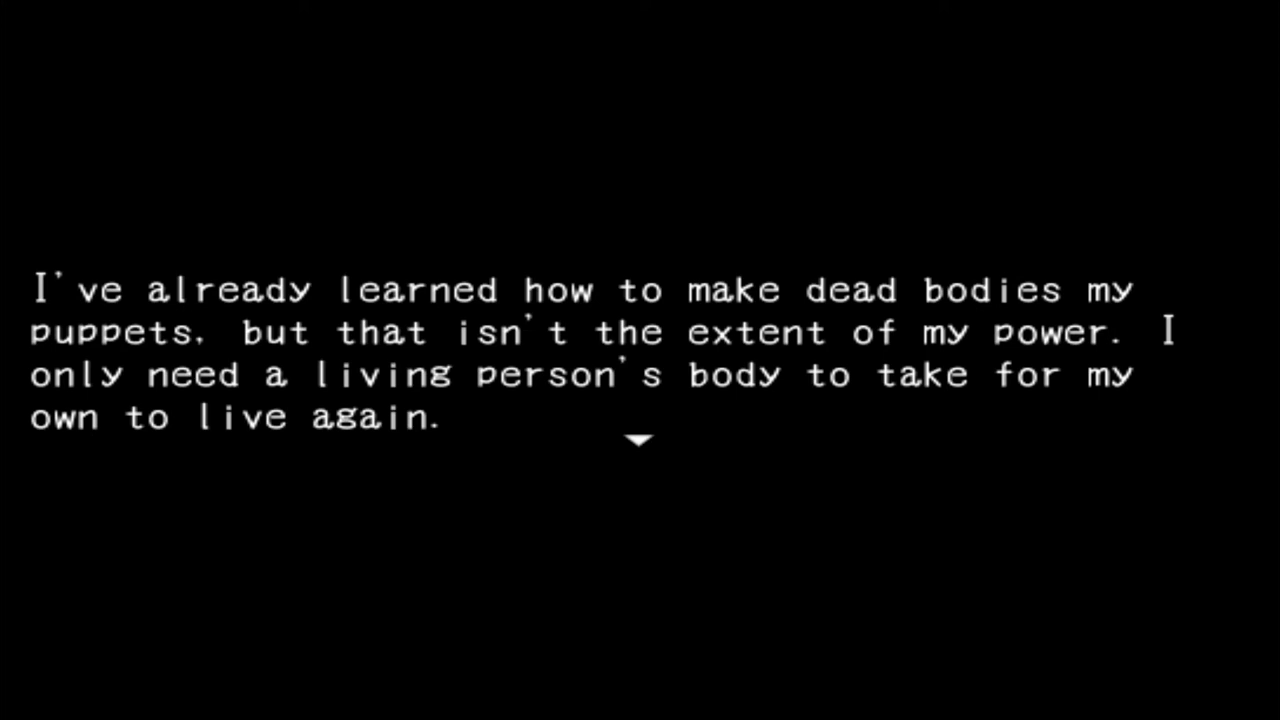 I've already learned how to make dead bodies my
puppets, but that isn't the extent of my power. I
only need a living person's body to take for my
own to live again.